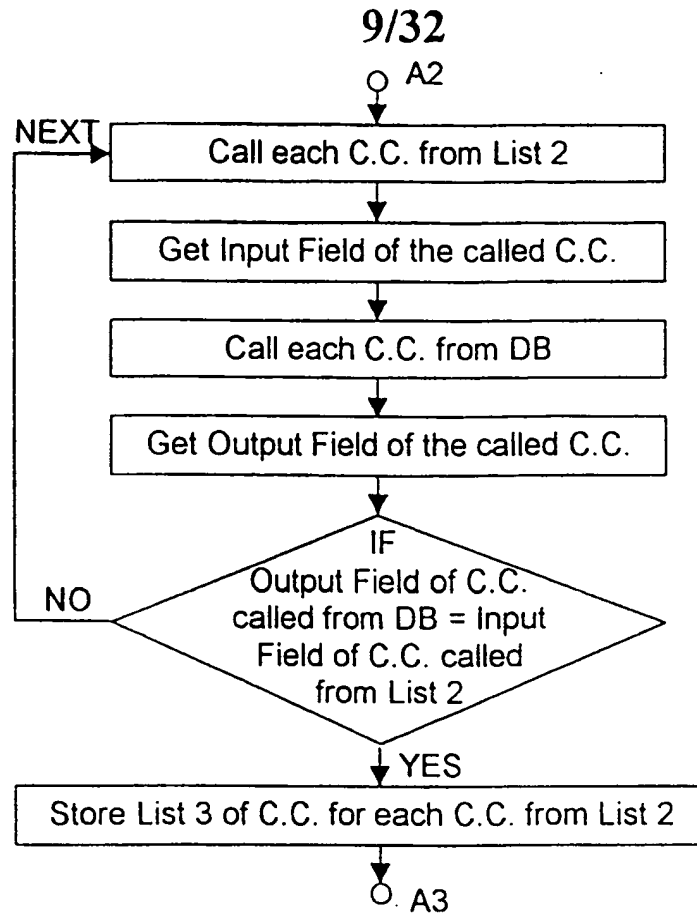 9/32
A2
NEXT
Call each C.C. from List 2
Get Input Field of the called C.C.
Call each C.C. from DB
Get Output Field of the called C.C.
IF
Output Field of C.C.
called from DB = Input
Field of C.C. called
from List 2
NO
YES
Store List 3 of C.C. for each C.C. from List 2
A3